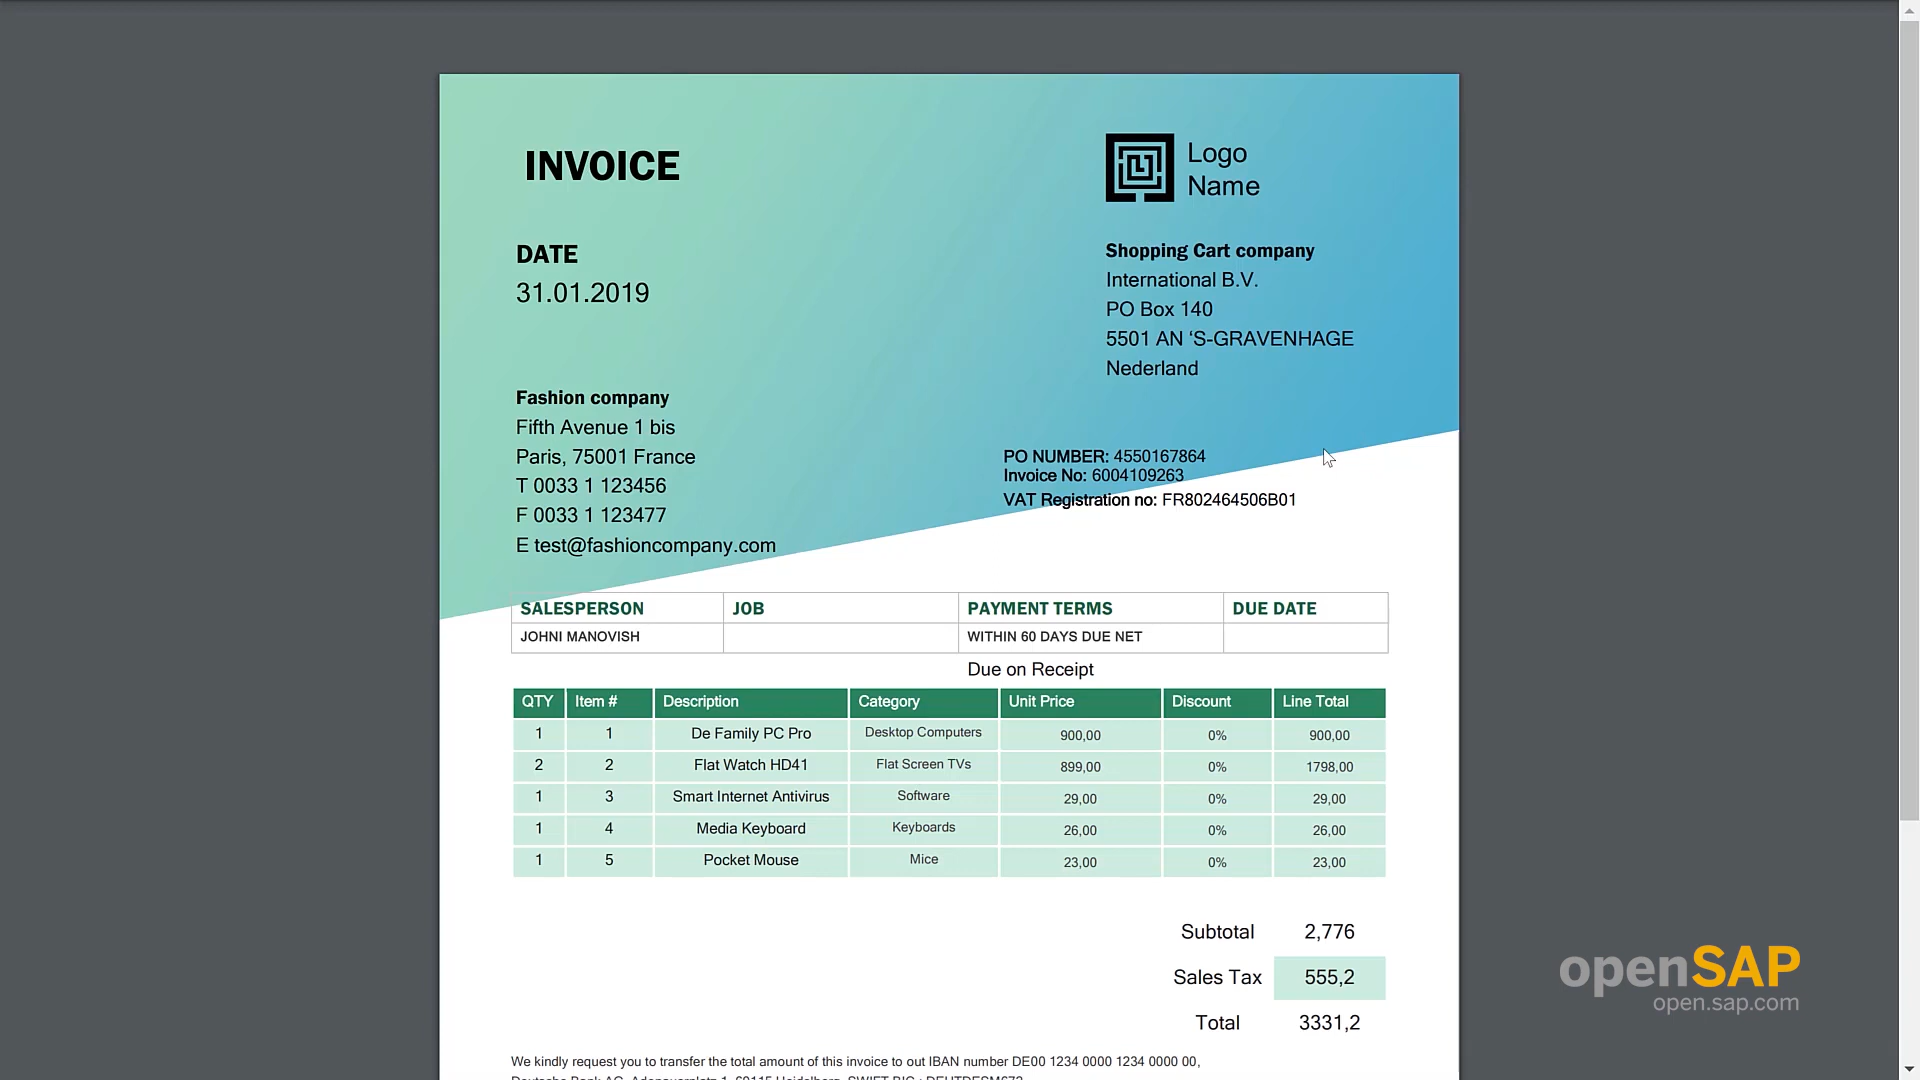 INVOICE
Logo
Name
DATE
31.01.2019
Shopping Cart company
International B.V.
PO Box 140
5501 AN ‘S-GRAVENHAGE
Nederland
Fashion company
Fifth Avenue 1 bis
Paris, 75001 France
T 0033 1 123456
F 0033 1 123477
E test@fashioncompany.com
PO NUMBER: 4550167864
Invoice No: 6004109263
VAT Registration no: FR802464506B01
SALESPERSON JOB PAYMENT TERMS DUE DATE
JOHNI MANOVISH WITHIN 60 DAYS DUE NET
Due on Receipt
QTY Item # Description Category Unit Price Discount Line Total
1 1 De Family PC Pro Desktop Computers 900,00 0% 900,00
2 2 Flat Watch HD41 Flat Screen TVs 899,00 0% 1798,00
1 3 Smart Internet Antivirus Software 29,00 0% 29,00
1 4 Media Keyboard Keyboards 26,00 0% 26,00
1 5 Pocket Mouse Mice 23,00 0% 23,00
Subtotal 2,776
Sales Tax 555,2
Total 3331,2
We kindly request you to transfer the total amount of this invoice to out IBAN number DE00 1234 0000 1234 0000 00,
openSAP
open.sap.com